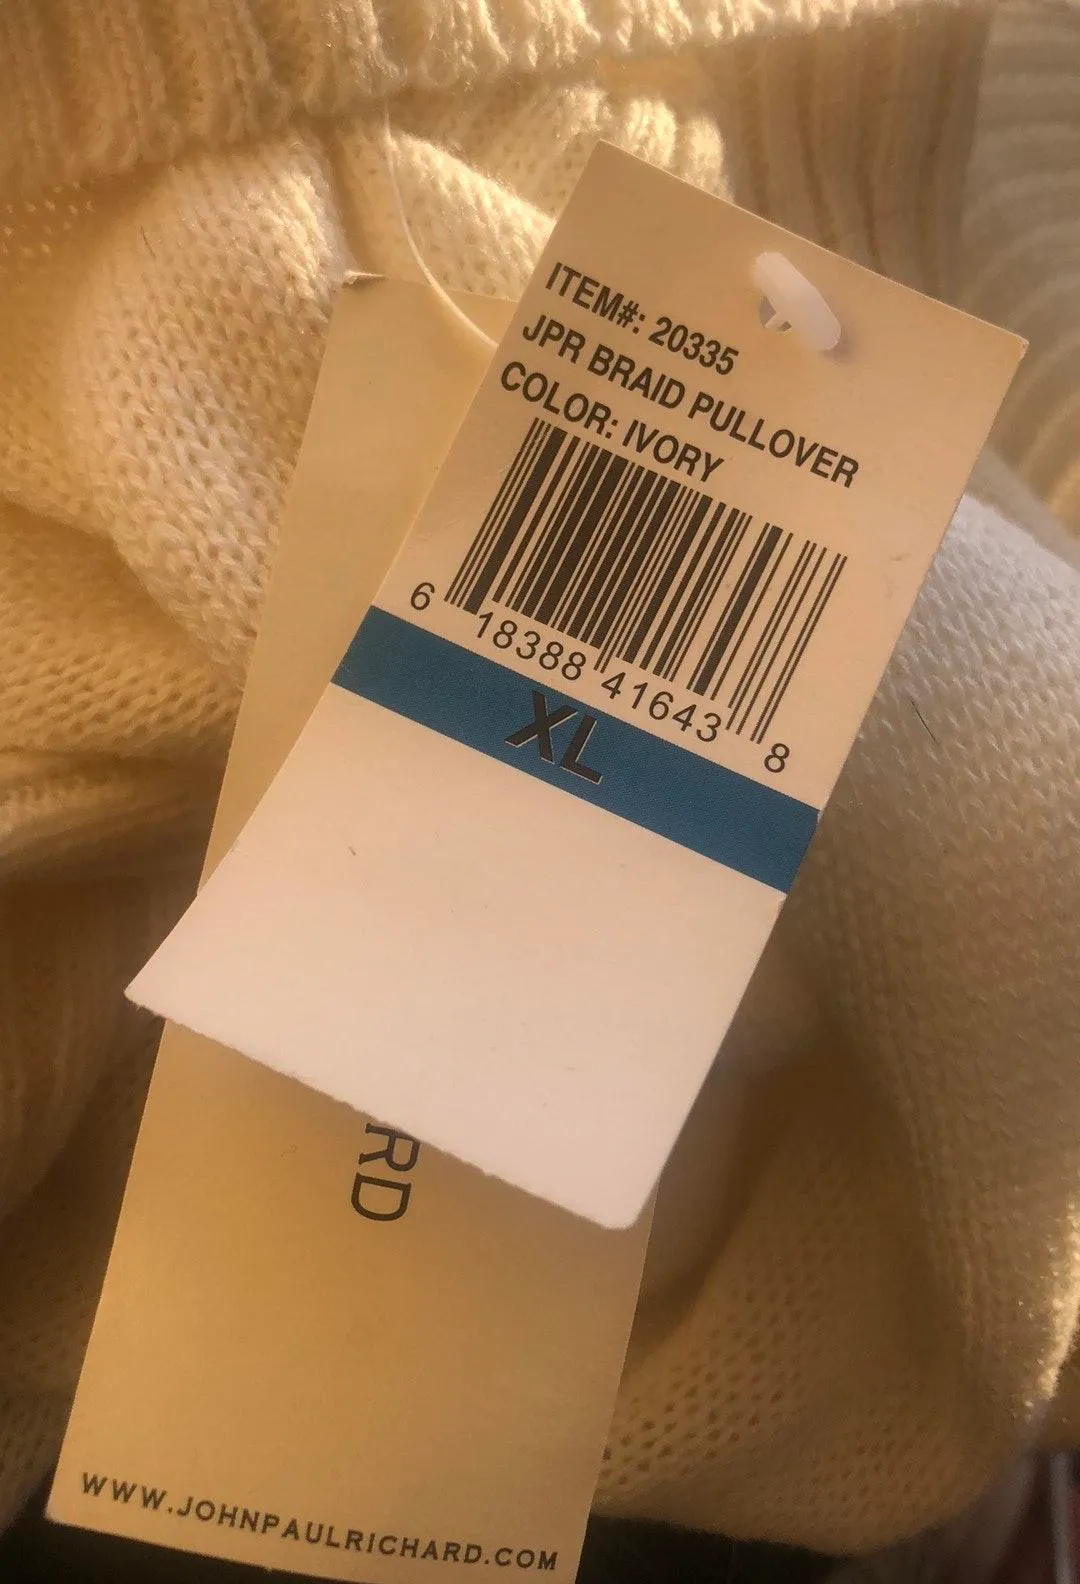 ITEM#: 20335
JPR BRAID PULLOVER
COLOR: IVORY
6 18388 41643 8
XL
RD
WWW.JOHNPAULRICHARD.COM